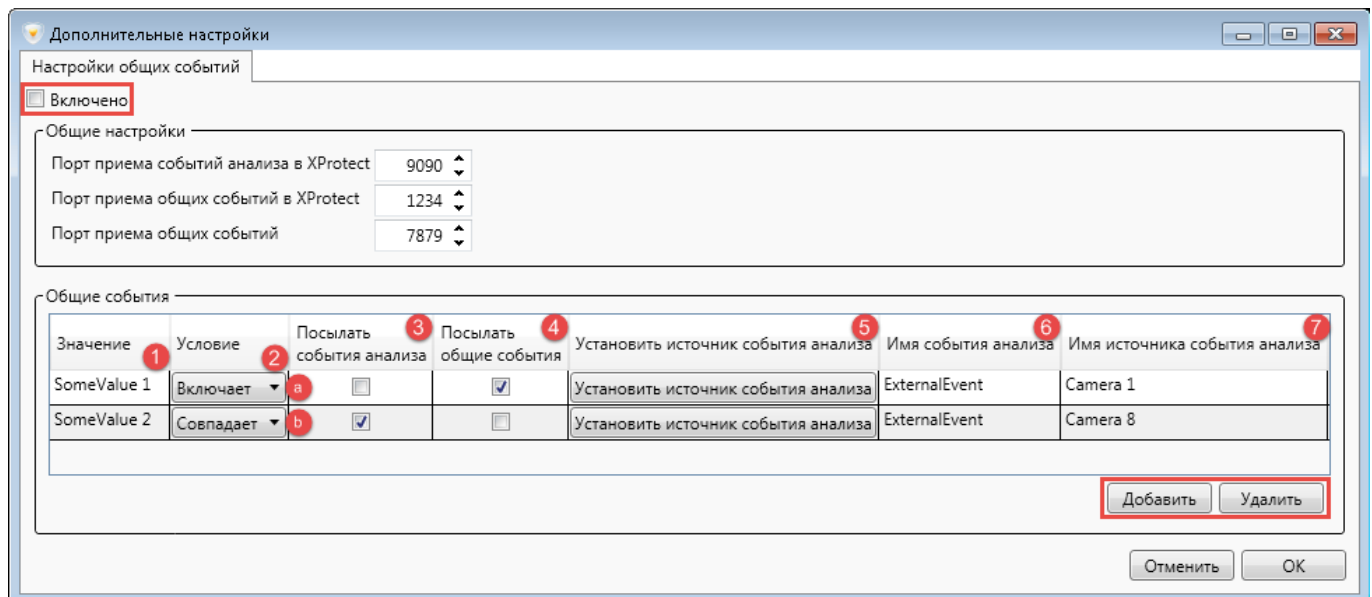 Дополнительные настройки
Настройки общих событий
Включено
Общие настройки
Порт приема событий анализа в XProtect 9090
Порт приема общих событий в XProtect 1234
Порт приема общих событий 7879
Общие события
Значение 1 Условие 2 Посылать события анализа 3 Посылать общие события 4 Установить источник события анализа 5 Имя события анализа 6 Имя источника события анализа 7
SomeValue 1 Включает a Установить источник события анализа ExternalEvent Camera 1
SomeValue 2 Совпадает b Установить источник события анализа ExternalEvent Camera 8
Добавить Удалить
Отменить OK